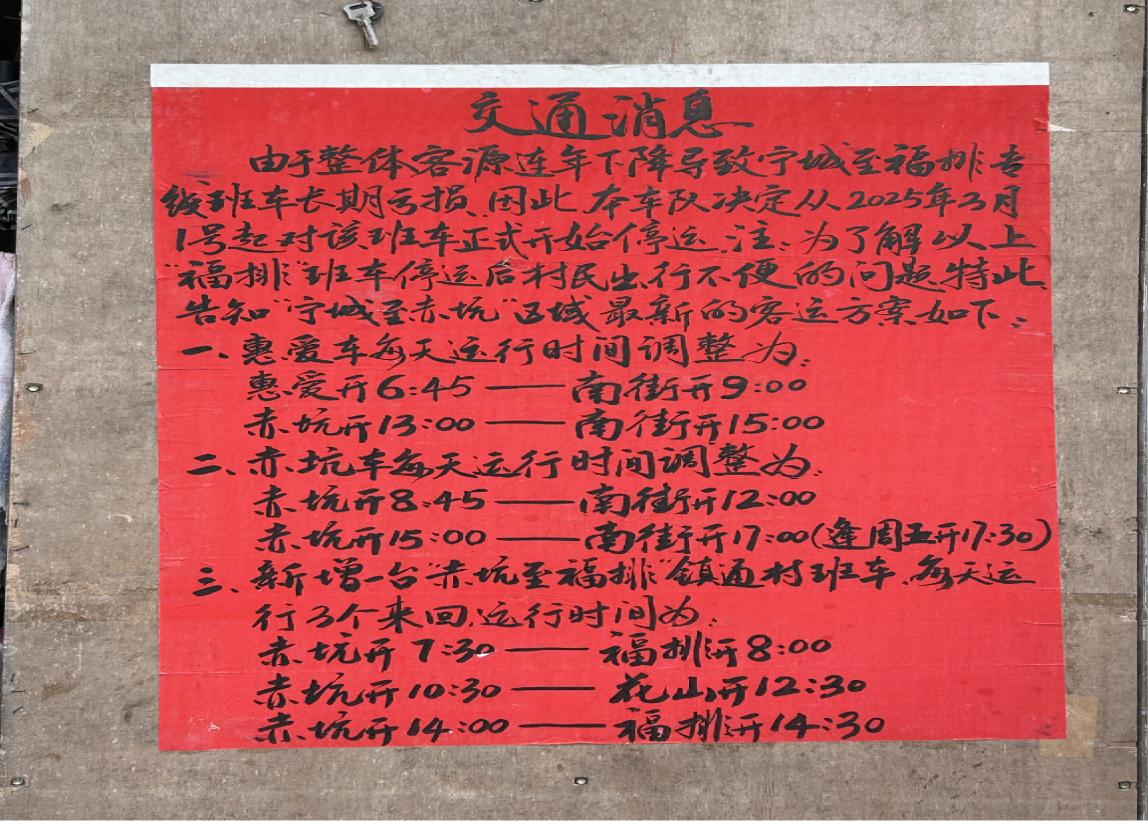 交通消息
由于整体客源连年下降导致宁城至福排专
线班车长期亏损,因此,本车队决定从2025年3月
1号起对该班车正式开始停运,注:为了解以上
"福排"班车停运后村民出行不便的问题,特此
告知"宁城至赤坑"区域最新的客运方案如下:
一、惠爱车每天运行时间调整为:
惠爱开6:45——南街开9:00
赤坑开13:00——南街开15:00
二、赤坑车每天运行时间调整为:
赤坑开8:45——南街开12:00
赤坑开15:00——南街开17:00(逢周五开17:30)
三、新增一台"赤坑至福排"镇通村班车,每天运
行3个来回,运行时间为:
赤坑开7:30——福排开8:00
赤坑开10:30——花山开12:30
赤坑开14:00——福排开14:30